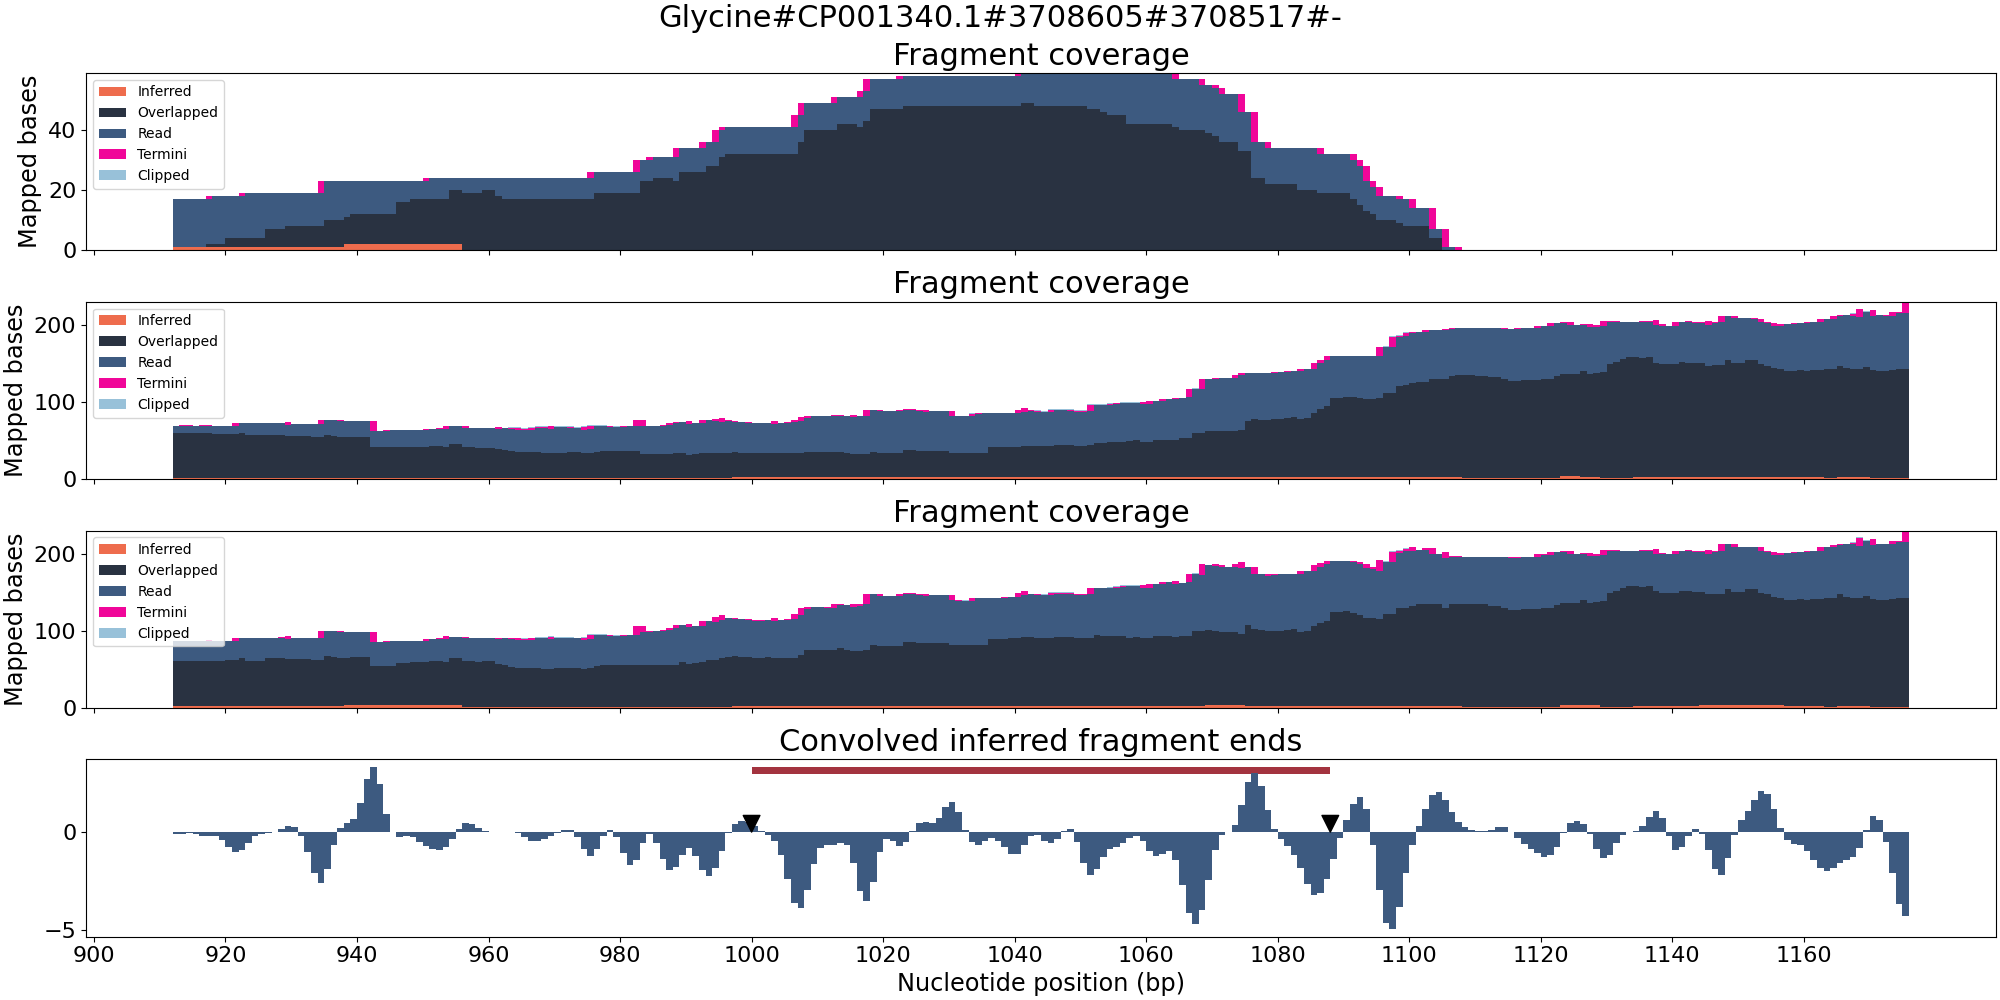 Glycine#CP001340.1#3708605#3708517#-
Fragment coverage
Mapped bases
40
20
0
Inferred
Overlapped
Read
Termini
Clipped
Fragment coverage
Mapped bases
200
100
0
Inferred
Overlapped
Read
Termini
Clipped
Fragment coverage
Mapped bases
200
100
0
Inferred
Overlapped
Read
Termini
Clipped
Convolved inferred fragment ends
0
−5
900 920 940 960 980 1000 1020 1040 1060 1080 1100 1120 1140 1160
Nucleotide position (bp)